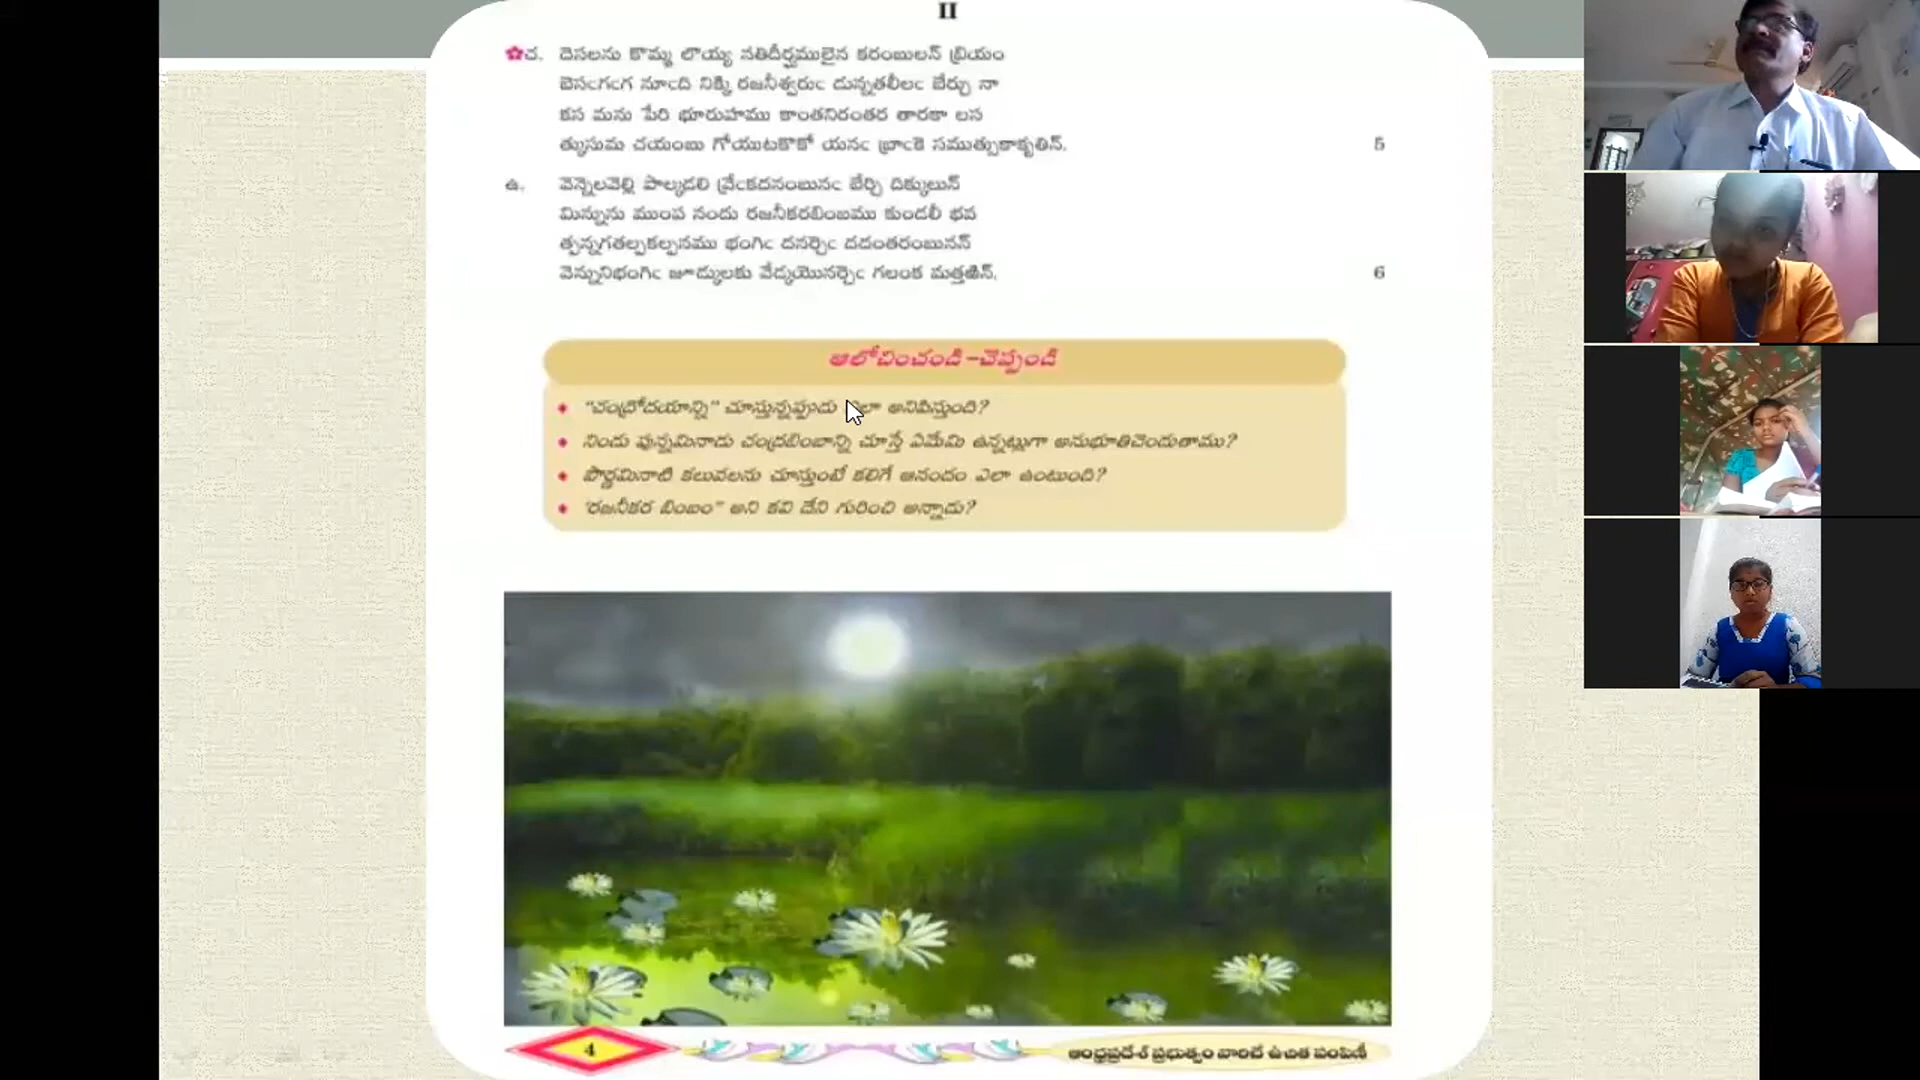 II
చ. దెసలను కొమ్మ లొయ్య నతిదీర్ఘములైన కరంబులన్ బ్రియం
బెసఁగఁగ నూఁది నిక్కి రజనీశ్వరుఁ డున్నతలీలఁ బేర్చు నా
కస మను పేరి భూరుహము కాంతనిరంతర తారకా లస
త్కుసుమ చయంబు గోయుటకొకో యనఁ బ్రాఁకె సముత్సుకాకృతిన్. 5
ఉ. వెన్నెలవెల్లి పాల్కడలి వ్రేఁకదనంబునఁ బేర్చి దిక్కులున్
మిన్నును ముంప నందు రజనీకరబింబము కుండలీ భవ
త్పన్నగతల్పకల్పనము భంగిఁ దనర్చెఁ దదంతరంబునన్
వెన్నునిభంగిఁ జూడ్కులకు వేడ్కయొనర్చెఁ గలంక మత్తఱిన్. 6
ఆలోచించండి-చెప్పండి
♦ "చంద్రోదయాన్ని" చూస్తున్నప్పుడు ఎలా అనిపిస్తుంది?
♦ నిండు పున్నమినాడు చంద్రబింబాన్ని చూస్తే ఏమేమి ఉన్నట్లుగా అనుభూతిచెందుతాము?
♦ పౌర్ణమినాటి కలువలను చూస్తుంటే కలిగే ఆనందం ఎలా ఉంటుంది?
♦ "రజనీకర బింబం" అని కవి దేని గురించి అన్నాడు?
4
ఆంధ్రప్రదేశ్ ప్రభుత్వం వారిచే ఉచిత పంపిణీ